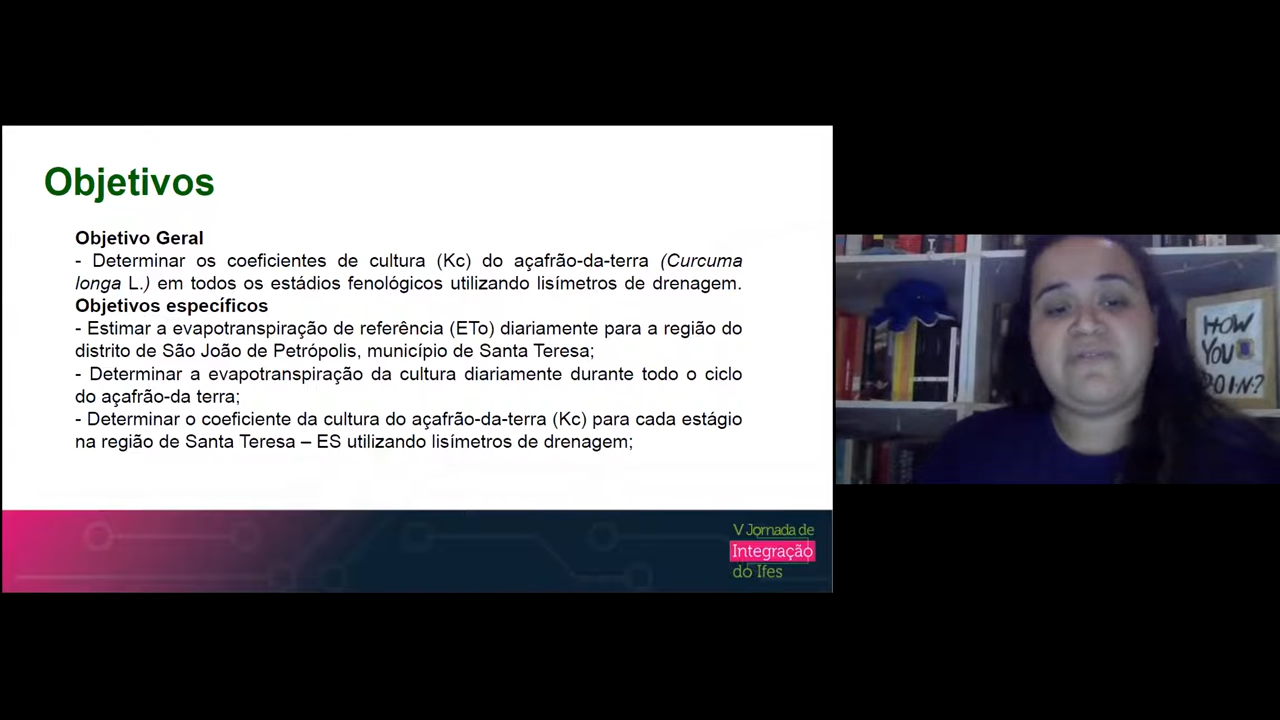 Objetivos
Objetivo Geral
- Determinar os coeficientes de cultura (Kc) do açafrão-da-terra (Curcuma
longa L.) em todos os estádios fenológicos utilizando lisímetros de drenagem.
Objetivos específicos
- Estimar a evapotranspiração de referência (ETo) diariamente para a região do
distrito de São João de Petrópolis, município de Santa Teresa;
- Determinar a evapotranspiração da cultura diariamente durante todo o ciclo
do açafrão-da terra;
- Determinar o coeficiente da cultura do açafrão-da-terra (Kc) para cada estágio
na região de Santa Teresa – ES utilizando lisímetros de drenagem;
V Jornada de
Integração
do Ifes
HOW
YOU
DOIN?